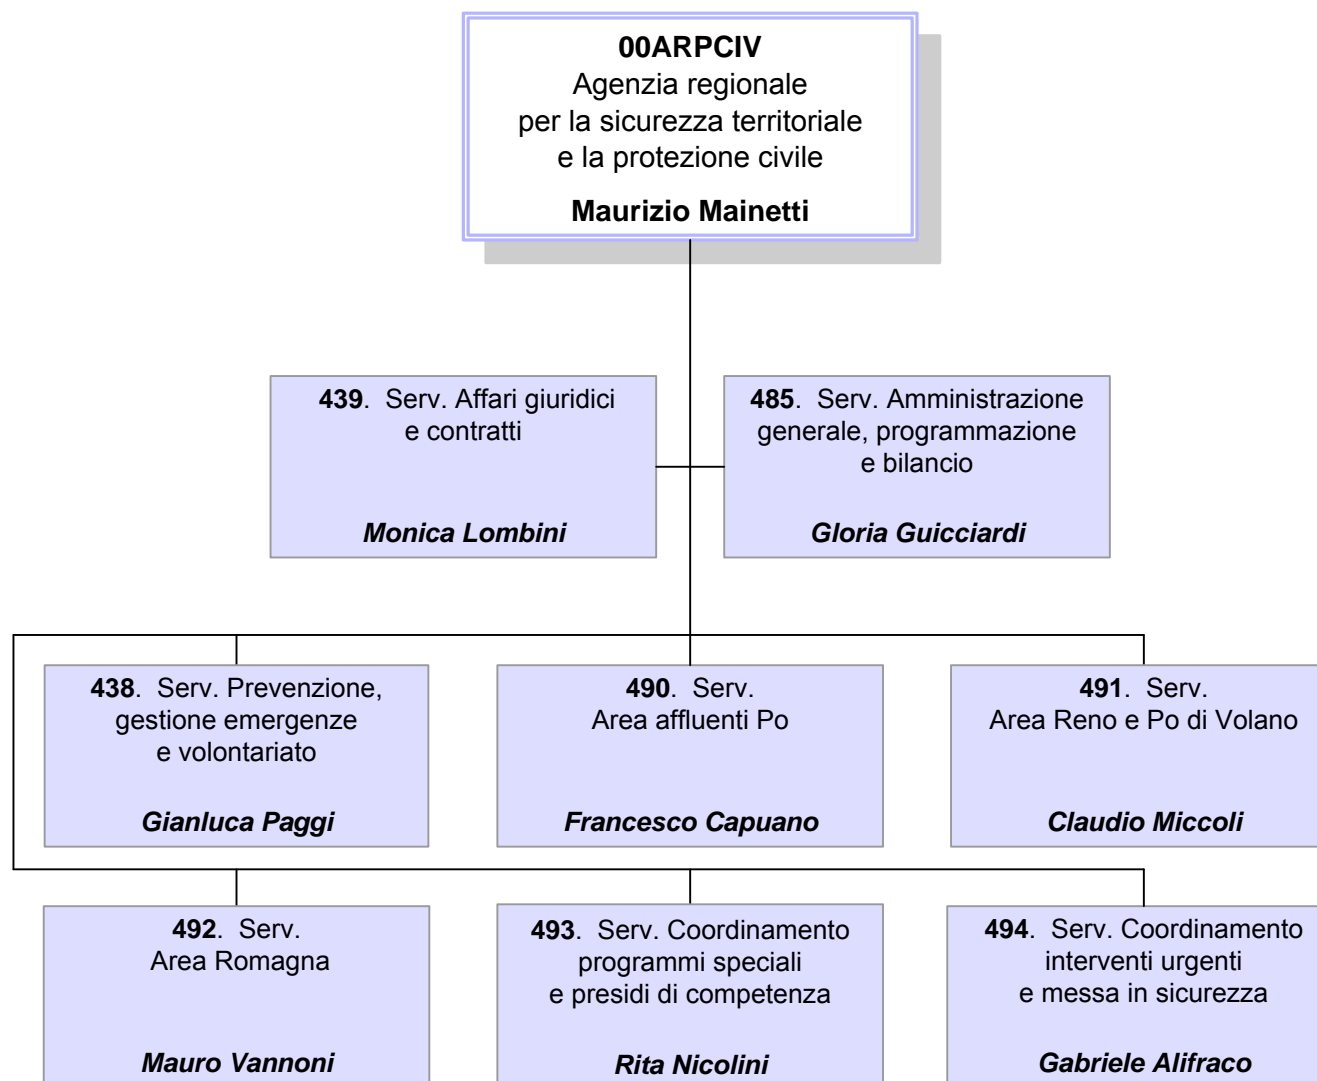 00ARPCIV
Agenzia regionale
per la sicurezza territoriale
e la protezione civile
Maurizio Mainetti
439. Serv. Affari giuridici
e contratti
Monica Lombini
485. Serv. Amministrazione
generale, programmazione
e bilancio
Gloria Guicciardi
438. Serv. Prevenzione,
gestione emergenze
e volontariato
Gianluca Paggi
490. Serv.
Area affluenti Po
Francesco Capuano
491. Serv.
Area Reno e Po di Volano
Claudio Miccoli
492. Serv.
Area Romagna
Mauro Vannoni
493. Serv. Coordinamento
programmi speciali
e presidi di competenza
Rita Nicolini
494. Serv. Coordinamento
interventi urgenti
e messa in sicurezza
Gabriele Alifraco